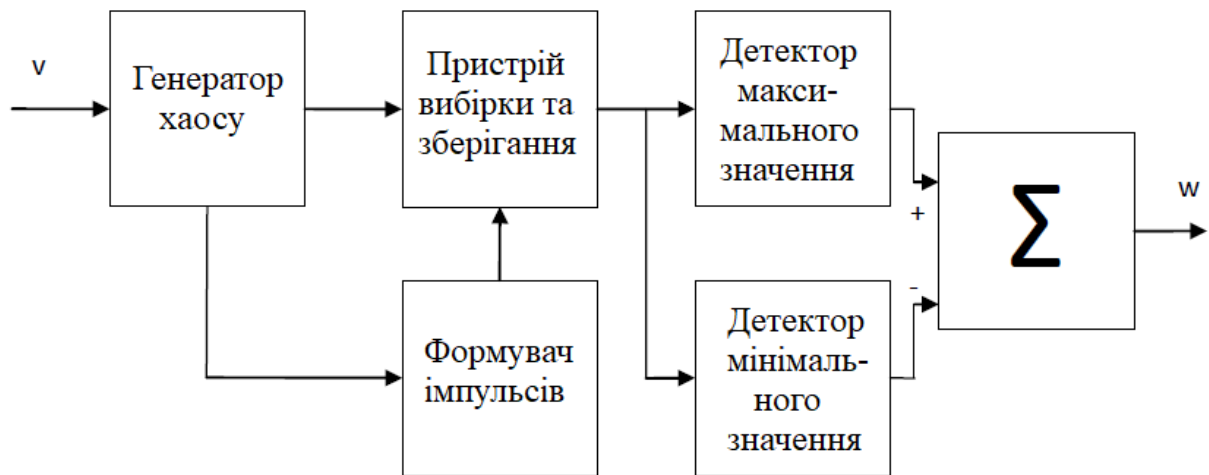 v
Генератор
хаосу
Пристрій
вибірки та
зберігання
Детектор
макси-
мального
значення
+
Σ
w
-
Формувач
імпульсів
Детектор
мінімаль-
ного
значення